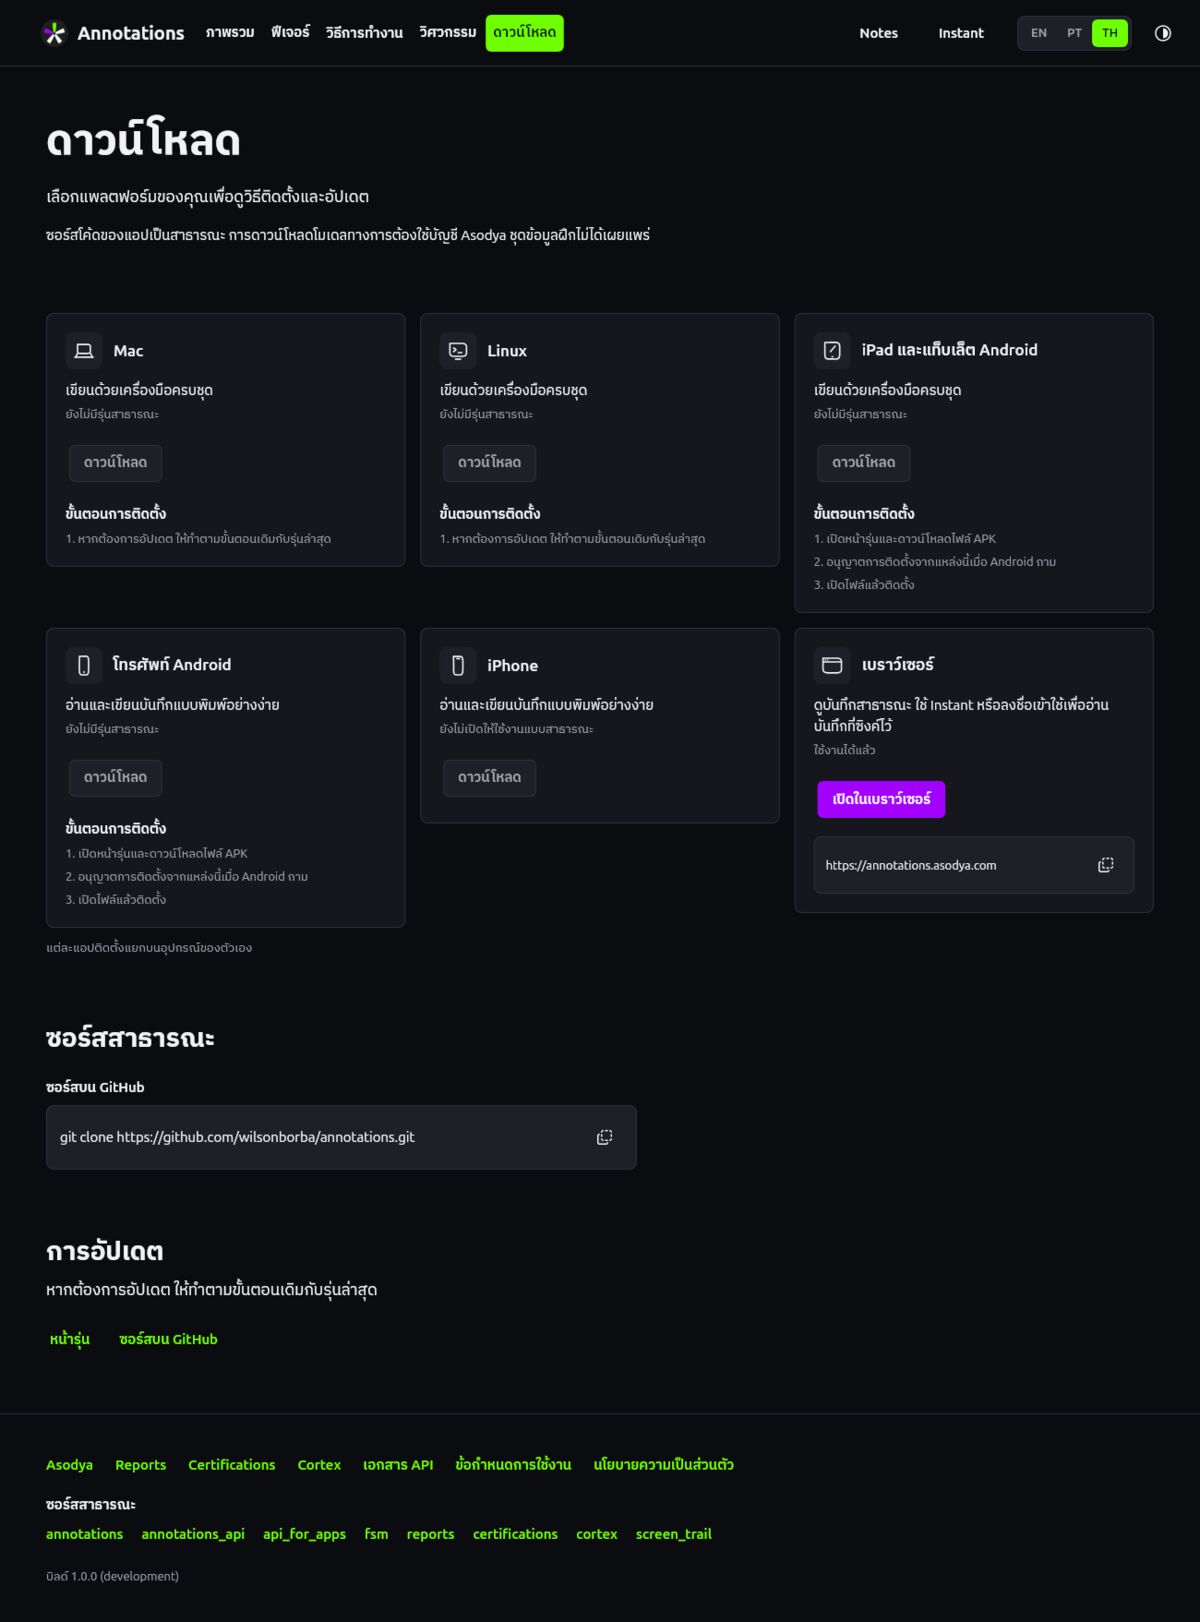 Annotations
ภาพรวม
ฟีเจอร์
วิธีการทำงาน
วิศวกรรม
ดาวน์โหลด
Notes
Instant
EN
PT
TH
ดาวน์โหลด
เลือกแพลตฟอร์มของคุณเพื่อดูวิธีติดตั้งและอัปเดต
ซอร์สโค้ดของแอปเป็นสาธารณะ การดาวน์โหลดโมเดลทางการต้องใช้บัญชี Asodya ชุดข้อมูลฝึกไม่ได้เผยแพร่
Mac
เขียนด้วยเครื่องมือครบชุด
ยังไม่มีรุ่นสาธารณะ
ดาวน์โหลด
ขั้นตอนการติดตั้ง
1. หากต้องการอัปเดต ให้ทำตามขั้นตอนเดิมกับรุ่นล่าสุด
Linux
เขียนด้วยเครื่องมือครบชุด
ยังไม่มีรุ่นสาธารณะ
ดาวน์โหลด
ขั้นตอนการติดตั้ง
1. หากต้องการอัปเดต ให้ทำตามขั้นตอนเดิมกับรุ่นล่าสุด
iPad และแท็บเล็ต Android
เขียนด้วยเครื่องมือครบชุด
ยังไม่มีรุ่นสาธารณะ
ดาวน์โหลด
ขั้นตอนการติดตั้ง
1. เปิดหน้ารุ่นและดาวน์โหลดไฟล์ APK
2. อนุญาตการติดตั้งจากแหล่งนี้เมื่อ Android ถาม
3. เปิดไฟล์แล้วติดตั้ง
โทรศัพท์ Android
อ่านและเขียนบันทึกแบบพิมพ์อย่างง่าย
ยังไม่มีรุ่นสาธารณะ
ดาวน์โหลด
ขั้นตอนการติดตั้ง
1. เปิดหน้ารุ่นและดาวน์โหลดไฟล์ APK
2. อนุญาตการติดตั้งจากแหล่งนี้เมื่อ Android ถาม
3. เปิดไฟล์แล้วติดตั้ง
iPhone
อ่านและเขียนบันทึกแบบพิมพ์อย่างง่าย
ยังไม่เปิดให้ใช้งานแบบสาธารณะ
ดาวน์โหลด
เบราว์เซอร์
ดูบันทึกสาธารณะ ใช้ Instant หรือลงชื่อเข้าใช้เพื่ออ่าน
บันทึกที่ซิงค์ไว้
ใช้งานได้แล้ว
เปิดในเบราว์เซอร์
https://annotations.asodya.com
แต่ละแอปติดตั้งแยกบนอุปกรณ์ของตัวเอง
ซอร์สสาธารณะ
ซอร์สบน GitHub
git clone https://github.com/wilsonborba/annotations.git
การอัปเดต
หากต้องการอัปเดต ให้ทำตามขั้นตอนเดิมกับรุ่นล่าสุด
หน้ารุ่น
ซอร์สบน GitHub
Asodya
Reports
Certifications
Cortex
เอกสาร API
ข้อกำหนดการใช้งาน
นโยบายความเป็นส่วนตัว
ซอร์สสาธารณะ
annotations
annotations_api
api_for_apps
fsm
reports
certifications
cortex
screen_trail
บิลด์ 1.0.0 (development)